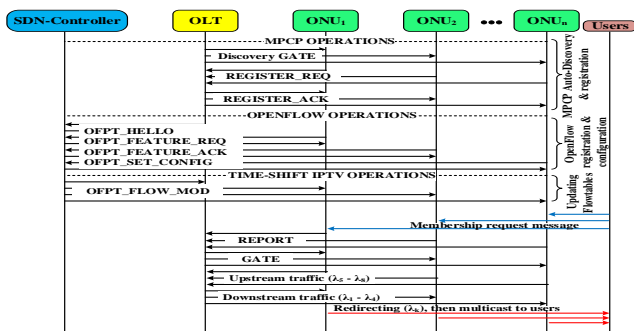 SDN-Controller
OLT
ONU1
ONU2
•••
ONUn
Users
MPCP OPERATIONS
Discovery GATE
REGISTER_REQ
REGISTER_ACK
MPCP Auto-Discovery
& registration
OPENFLOW OPERATIONS
OFPT_HELLO
OFPT_FEATURE_REQ
OFPT_FEATURE_ACK
OFPT_SET_CONFIG
OpenFlow
registration &
configuration
TIME-SHIFT IPTV OPERATIONS
OFPT_FLOW_MOD
Updating
Flowtables
Membership request message
REPORT
GATE
Upstream traffic (λ5 - λ8)
Downstream traffic (λ1 - λ4)
Redirecting (λk), then multicast to users